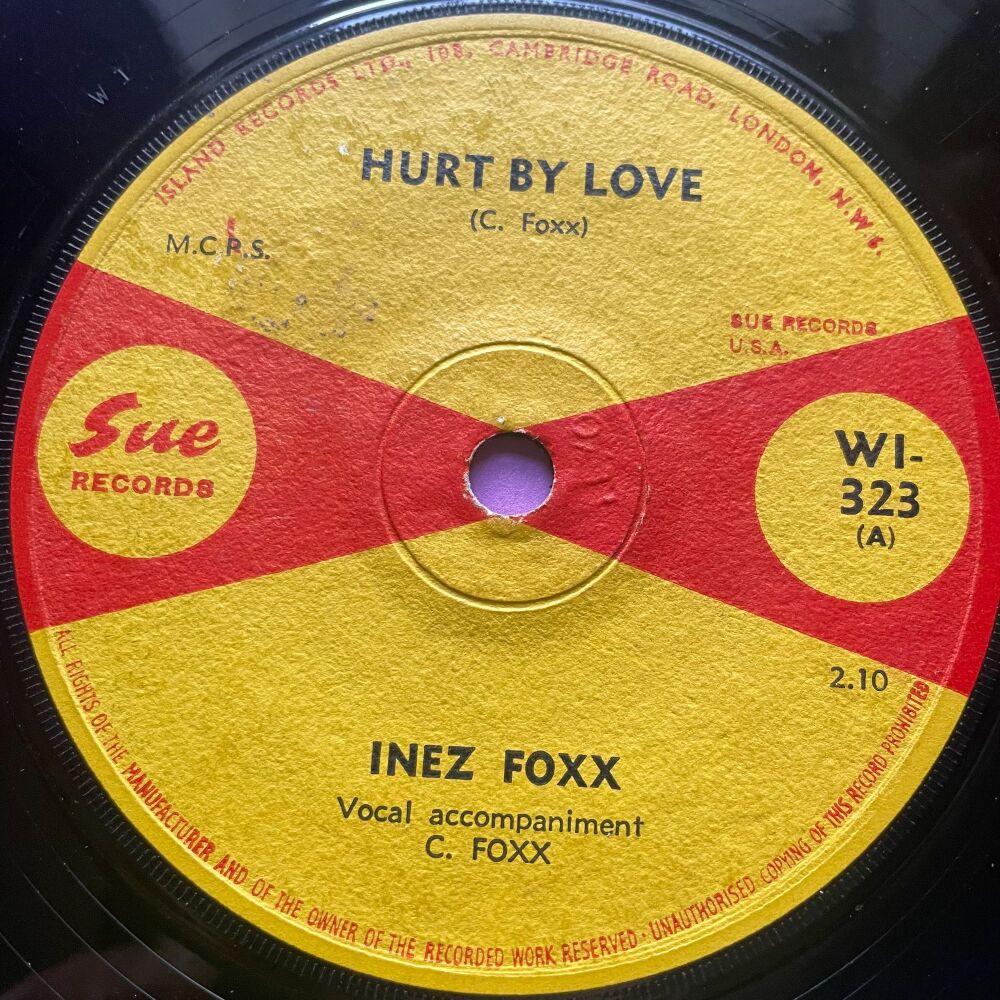 ISLAND RECORDS LTD., 108, CAMBRIDGE ROAD, LONDON, N.W.6.
HURT BY LOVE
(C. Foxx)
M.C.P.S.
SUE RECORDS
U.S.A.
Sue
RECORDS
WI-
323
(A)
2.10
INEZ FOXX
Vocal accompaniment
C. FOXX
ALL RIGHTS OF THE MANUFACTURER AND OF THE OWNER OF THE RECORDED WORK RESERVED · UNAUTHORISED COPYING OF THIS RECORD PROHIBITED
W I